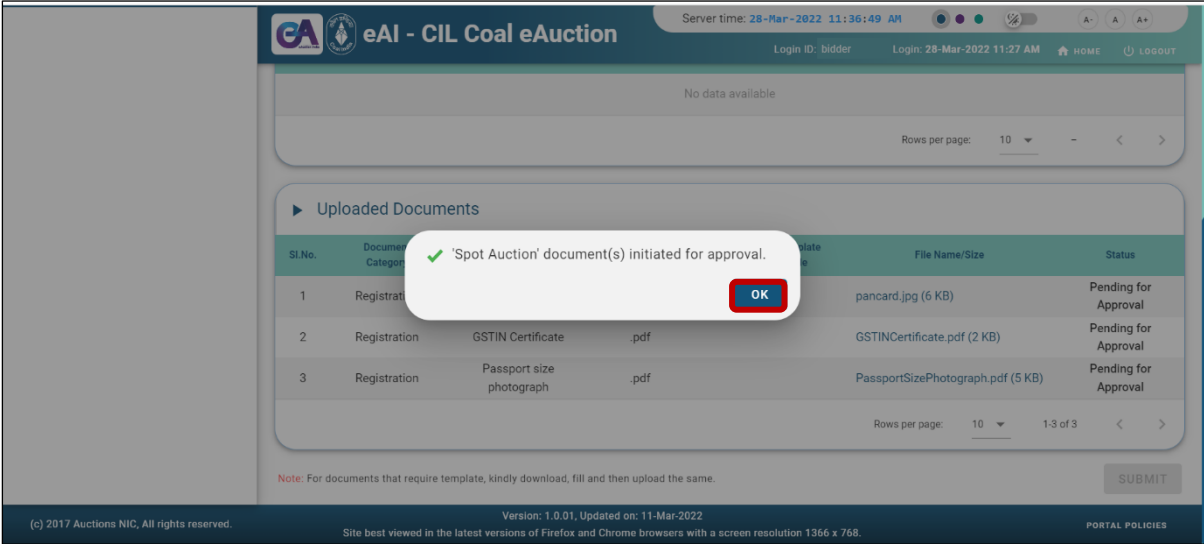 eAI - CIL Coal eAuction
Server time: 28-Mar-2022 11:36:49 AM
A- A A+
Login ID: bidder Login: 28-Mar-2022 11:27 AM HOME LOGOUT
No data available
Rows per page: 10 –
Uploaded Documents
'Spot Auction' document(s) initiated for approval.
OK
Sl.No. File Name/Size Status
1 pancard.jpg (6 KB) Pending for Approval
2 Registration GSTIN Certificate .pdf GSTINCertificate.pdf (2 KB) Pending for Approval
3 Registration Passport size photograph .pdf PassportSizePhotograph.pdf (5 KB) Pending for Approval
Rows per page: 10 1-3 of 3
Note: For documents that require template, kindly download, fill and then upload the same.
SUBMIT
(c) 2017 Auctions NIC, All rights reserved.
Version: 1.0.01, Updated on: 11-Mar-2022
Site best viewed in the latest versions of Firefox and Chrome browsers with a screen resolution 1366 x 768.
PORTAL POLICIES